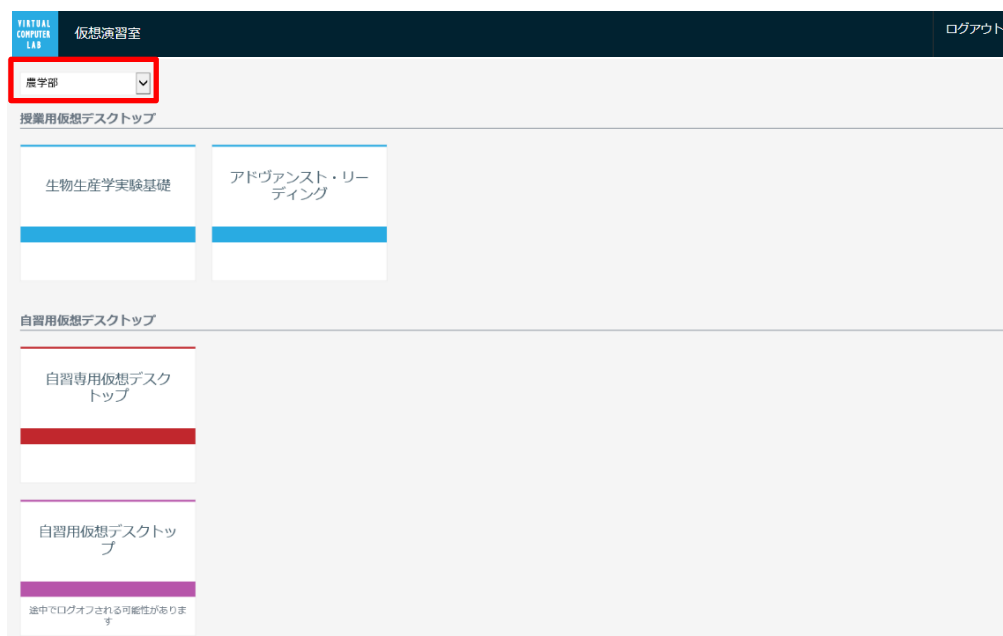 VIRTUAL
COMPUTER
LAB
仮想演習室
ログアウト
農学部
授業用仮想デスクトップ
生物生産学実験基礎
アドヴァンスト・リー
ディング
自習用仮想デスクトップ
自習専用仮想デスク
トップ
自習用仮想デスクトッ
プ
途中でログオフされる可能性がありま
す